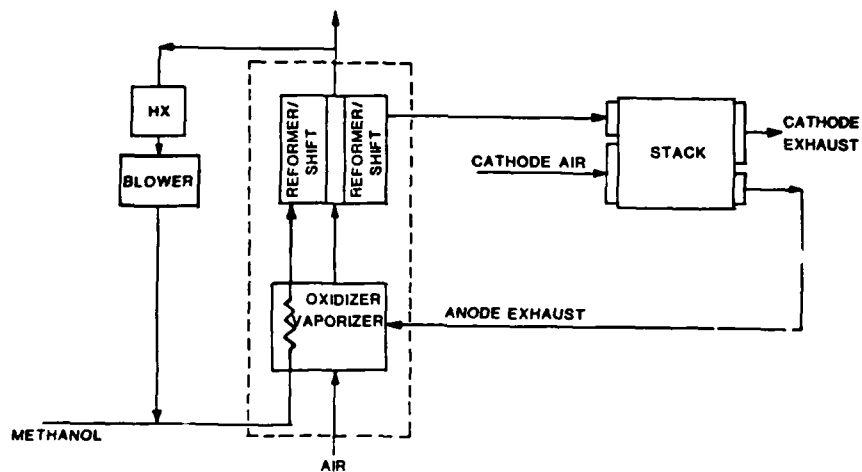 HX
BLOWER
REFORMER/
SHIFT
REFORMER/
SHIFT
STACK
CATHODE
EXHAUST
CATHODE AIR
OXIDIZER
VAPORIZER
ANODE EXHAUST
METHANOL
AIR